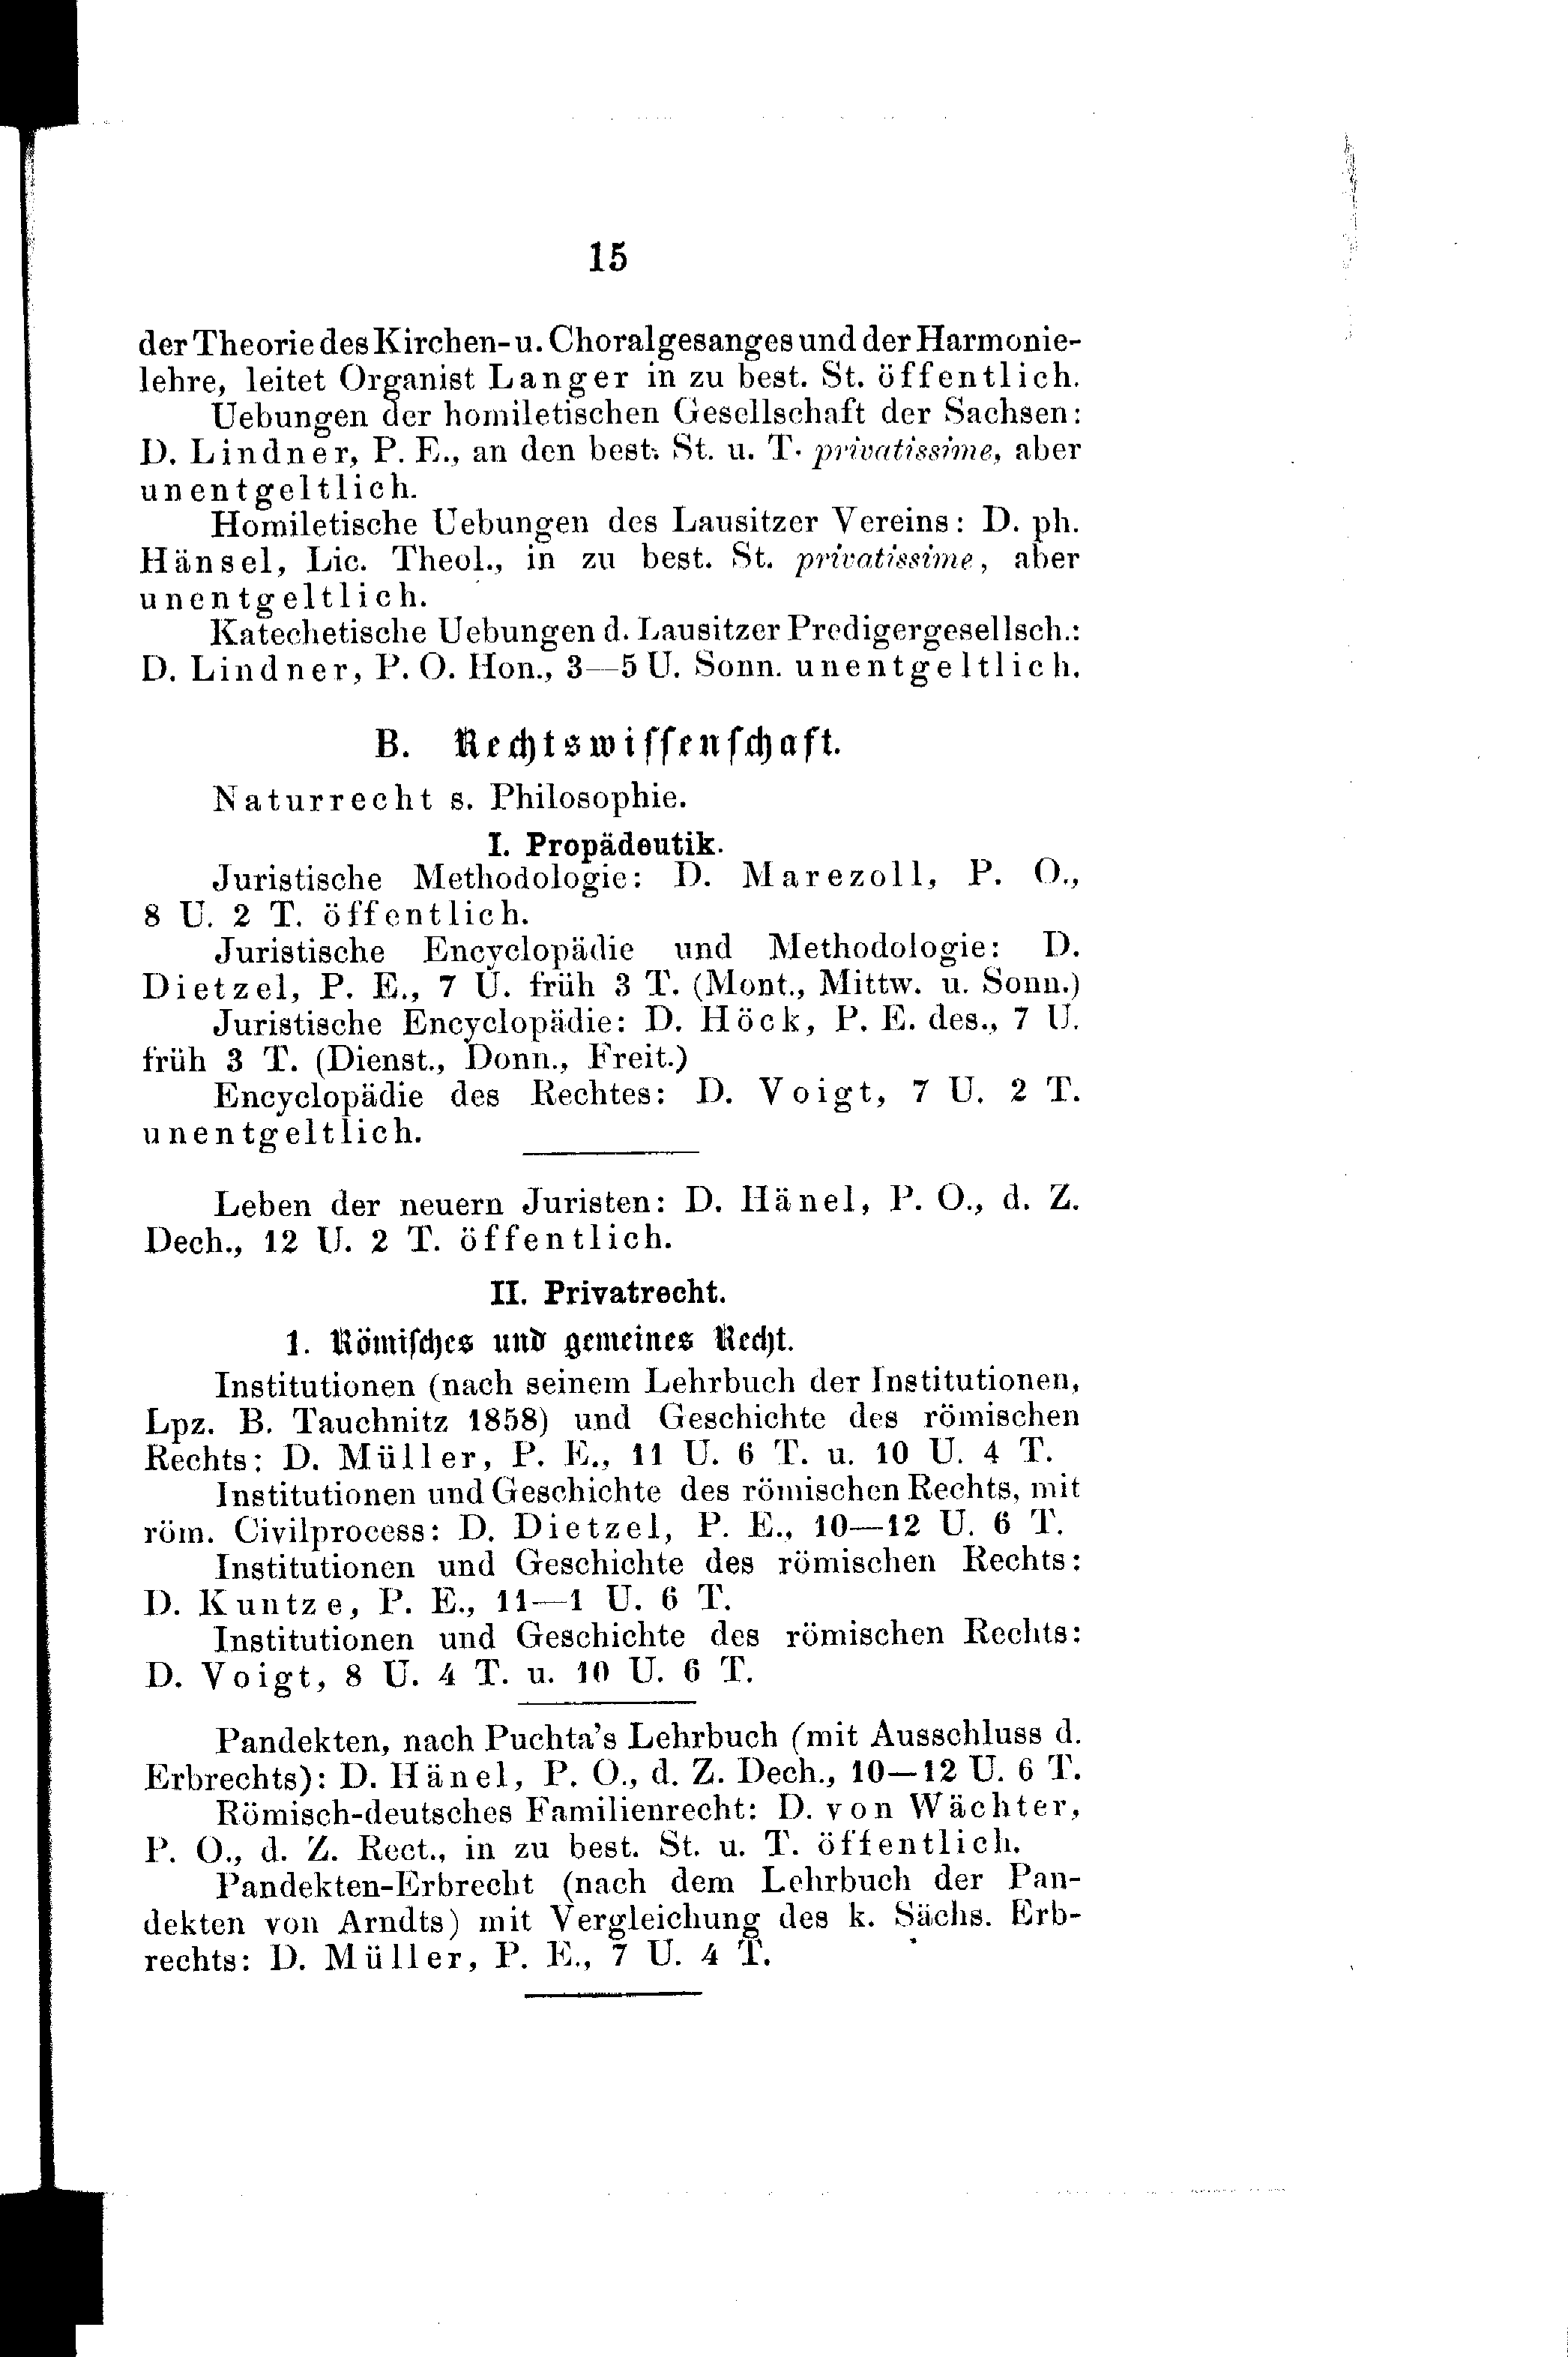 15
der Theorie des Kirchen- u. Choralgesanges und der Harmonie-
lehre, leitet Organist Langer in zu best. St. öffentlich.
Uebungen der homiletischen Gesellschaft der Sachsen:
D. Lindner, P. E., an den best. St. u. T. privatissime, aber
unentgeltlich.
Homiletische Uebungen des Lausitzer Vereins: D. ph.
Hänsel, Lic. Theol., in zu best. St. privatissime, aber
unentgeltlich.
Katechetische Uebungen d. Lausitzer Predigergesellsch.:
D. Lindner, P. O. Hon., 3—5 U. Sonn. unentgeltlich.
B. Rechtswiſſenſchaft.
Naturrecht s. Philosophie.
I. Propädeutik.
Juristische Methodologie: D. Marezoll, P. O.,
8 U. 2 T. öffentlich.
Juristische Encyclopädie und Methodologie: D.
Dietzel, P. E., 7 U. früh 3 T. (Mont., Mittw. u. Sonn.)
Juristische Encyclopädie: D. Höck, P. E. des., 7 U.
früh 3 T. (Dienst., Donn., Freit.)
Encyclopädie des Rechtes: D. Voigt, 7 U. 2 T.
unentgeltlich.
Leben der neuern Juristen: D. Hänel, P. O., d. Z.
Dech., 12 U. 2 T. öffentlich.
II. Privatrecht.
1. Römiſches und gemeines Recht.
Institutionen (nach seinem Lehrbuch der Institutionen,
Lpz. B. Tauchnitz 1858) und Geschichte des römischen
Rechts: D. Müller, P. E., 11 U. 6 T. u. 10 U. 4 T.
Institutionen und Geschichte des römischen Rechts, mit
röm. Civilprocess: D. Dietzel, P. E., 10—12 U. 6 T.
Institutionen und Geschichte des römischen Rechts:
D. Kuntze, P. E., 11—1 U. 6 T.
Institutionen und Geschichte des römischen Rechts:
D. Voigt, 8 U. 4 T. u. 10 U. 6 T.
Pandekten, nach Puchta's Lehrbuch (mit Ausschluss d.
Erbrechts): D. Hänel, P. O., d. Z. Dech., 10—12 U. 6 T.
Römisch-deutsches Familienrecht: D. von Wächter,
P. O., d. Z. Rect., in zu best. St. u. T. öffentlich.
Pandekten-Erbrecht (nach dem Lehrbuch der Pan-
dekten von Arndts) mit Vergleichung des k. Sächs. Erb-
rechts: D. Müller, P. E., 7 U. 4 T.